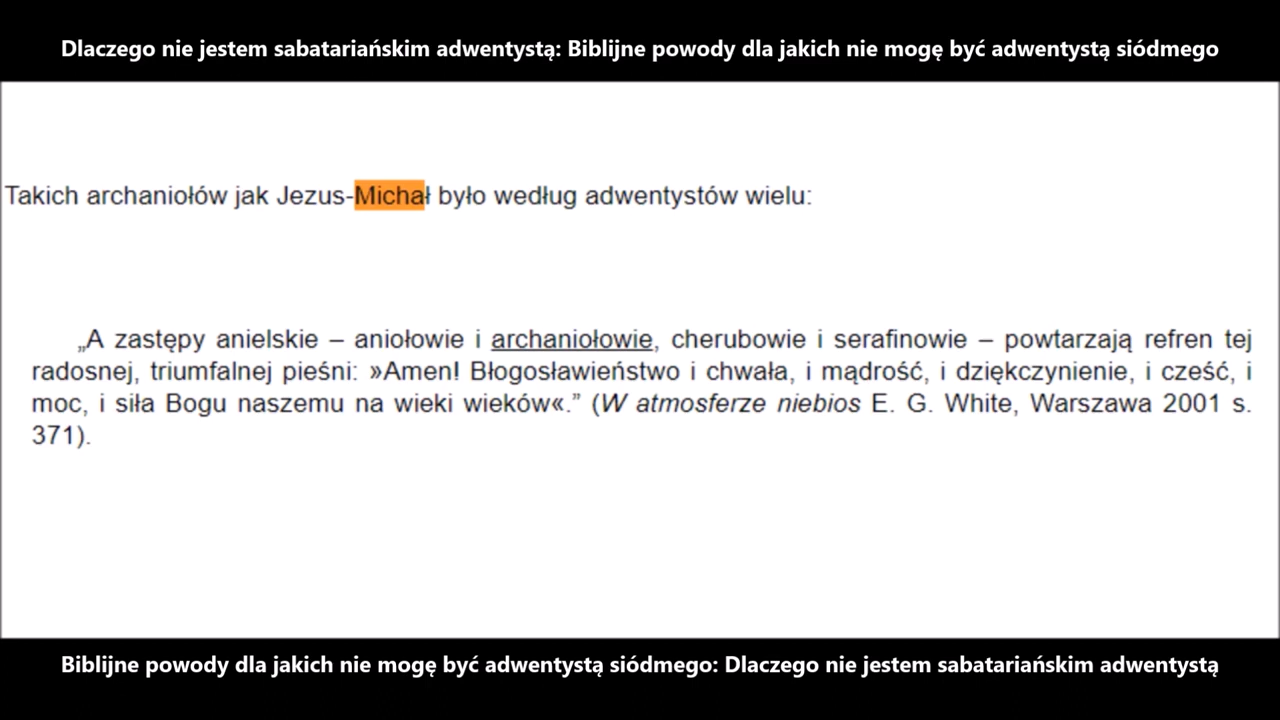 Dlaczego nie jestem sabatariańskim adwentystą: Biblijne powody dla jakich nie mogę być adwentystą siódmego
Takich archaniołów jak Jezus-Michał było według adwentystów wielu:
„A zastępy anielskie – aniołowie i archaniołowie, cherubowie i serafinowie – powtarzają refren tej
radosnej, triumfalnej pieśni: »Amen! Błogosławieństwo i chwała, i mądrość, i dziękczynienie, i cześć, i
moc, i siła Bogu naszemu na wieki wieków«.” (W atmosferze niebios E. G. White, Warszawa 2001 s.
371).
Biblijne powody dla jakich nie mogę być adwentystą siódmego: Dlaczego nie jestem sabatariańskim adwentystą